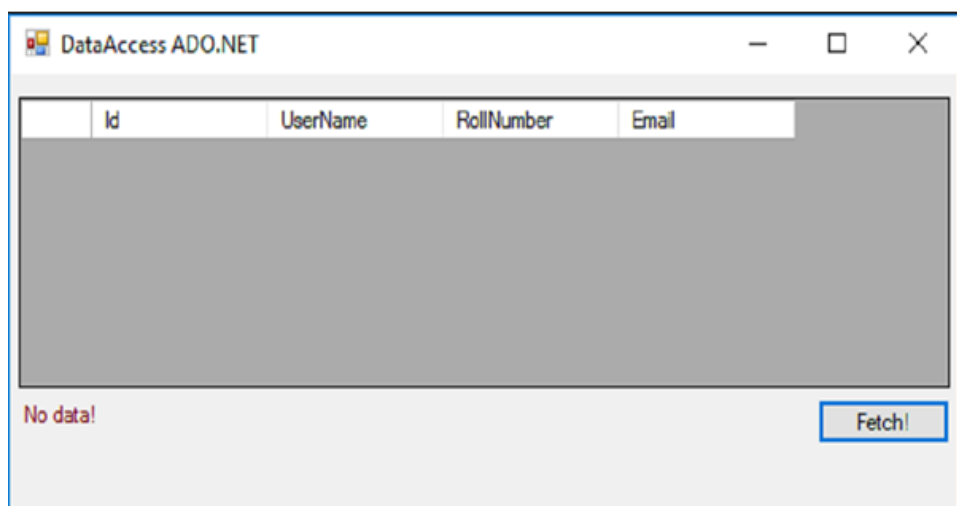 DataAccess ADO.NET
Id UserName RollNumber Email
No data!
Fetch!